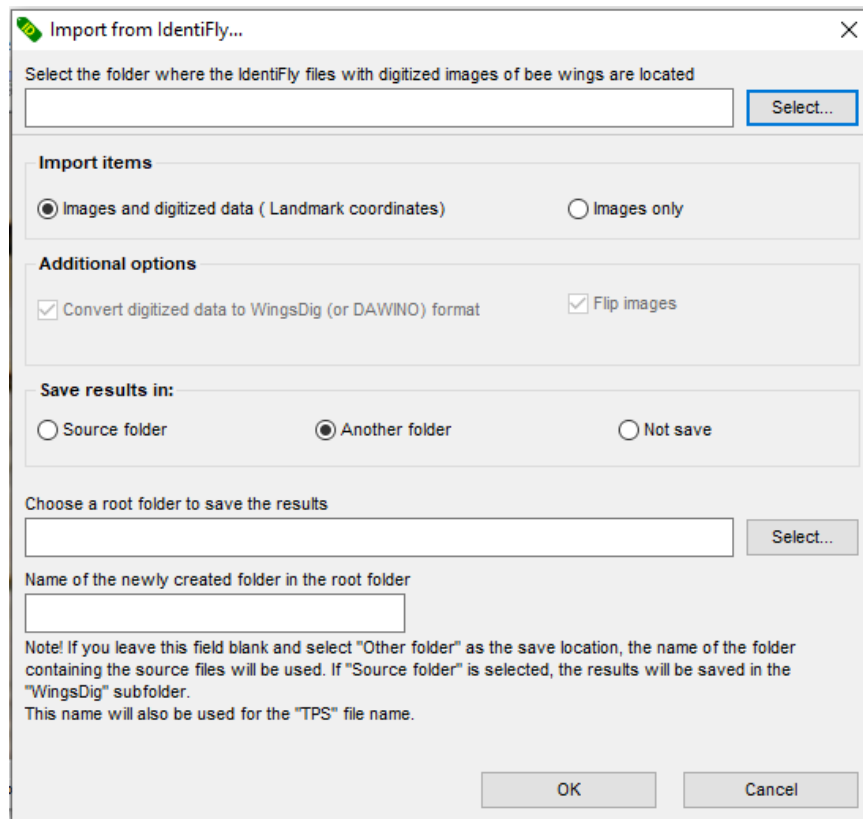 Import from IdentiFly...
Select the folder where the IdentiFly files with digitized images of bee wings are located
Select...
Import items
Images and digitized data ( Landmark coordinates)
Images only
Additional options
Convert digitized data to WingsDig (or DAWINO) format
Flip images
Save results in:
Source folder
Another folder
Not save
Choose a root folder to save the results
Select...
Name of the newly created folder in the root folder
Note! If you leave this field blank and select "Other folder" as the save location, the name of the folder
containing the source files will be used. If "Source folder" is selected, the results will be saved in the
"WingsDig" subfolder.
This name will also be used for the "TPS" file name.
OK
Cancel